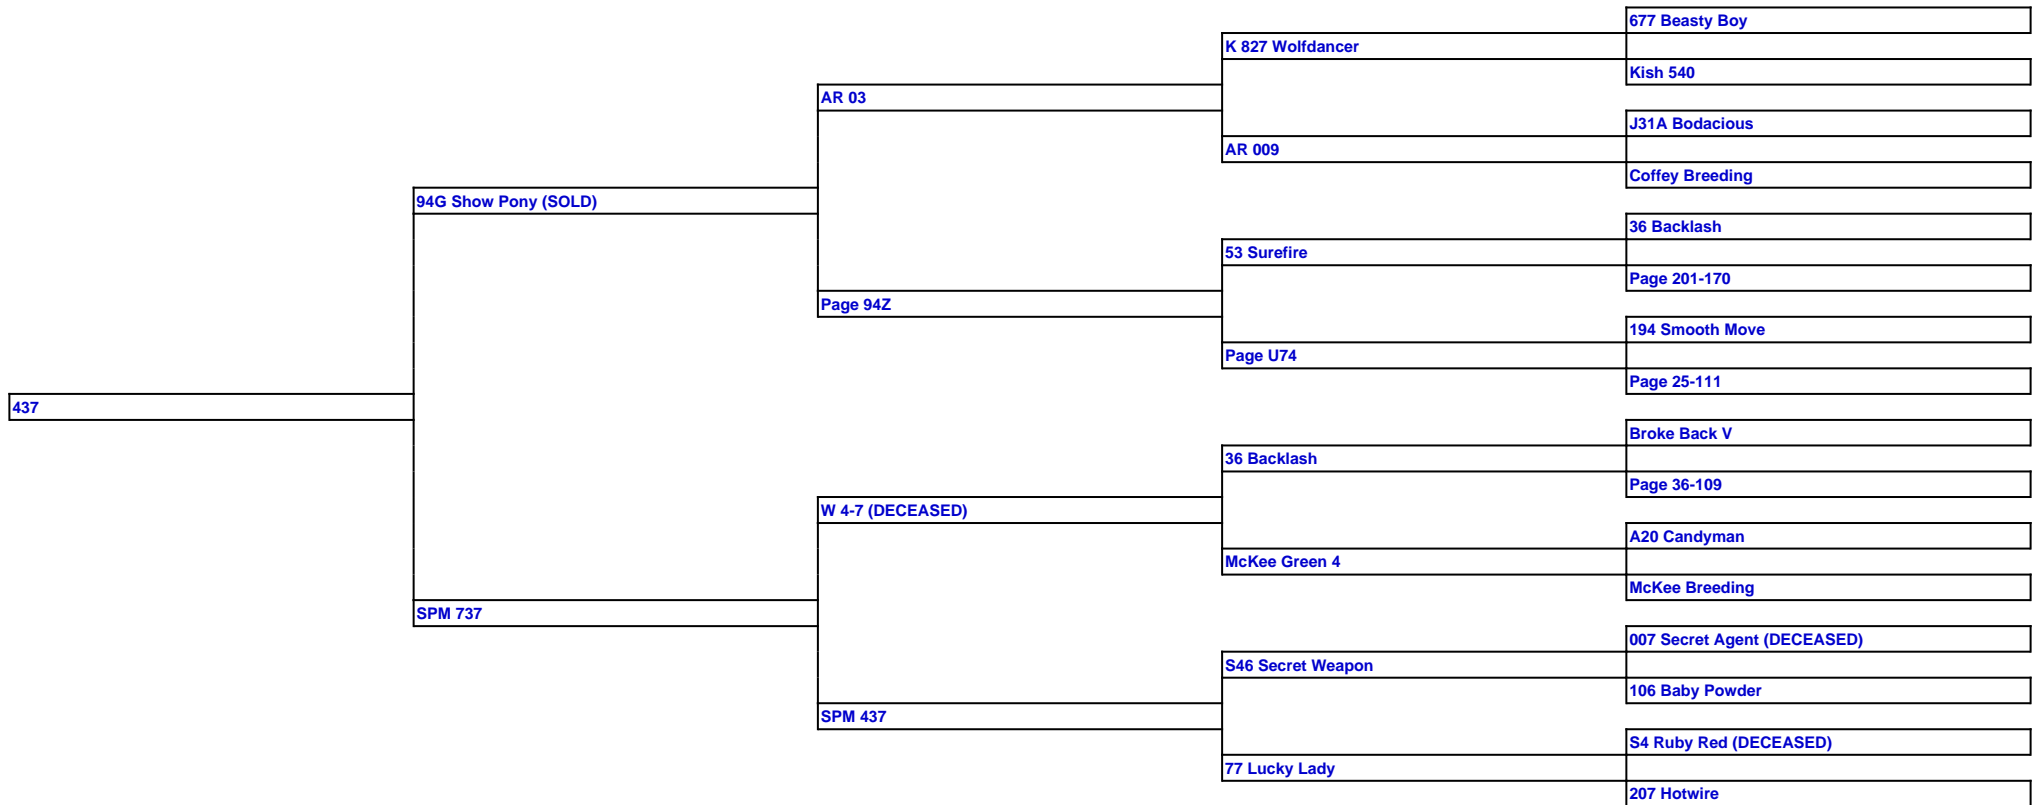 677 Beasty Boy
K 827 Wolfdancer
Kish 540
AR 03
J31A Bodacious
AR 009
Coffey Breeding
94G Show Pony (SOLD)
36 Backlash
53 Surefire
Page 201-170
Page 94Z
194 Smooth Move
Page U74
Page 25-111
437
Broke Back V
36 Backlash
Page 36-109
W 4-7 (DECEASED)
A20 Candyman
McKee Green 4
McKee Breeding
SPM 737
007 Secret Agent (DECEASED)
S46 Secret Weapon
106 Baby Powder
SPM 437
S4 Ruby Red (DECEASED)
77 Lucky Lady
207 Hotwire